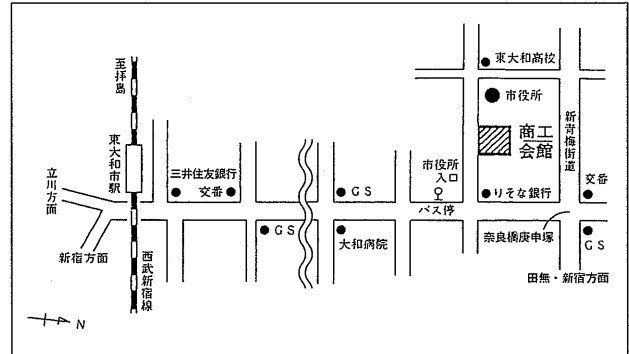 至拝島
東大和市駅
立川方面
新宿方面
西武新宿線
三井住友銀行
交番
GS
GS
大和病院
市役所
入口
バス停
東大和高校
市役所
商工
会館
りそな銀行
新青梅街道
交番
奈良橋庚申塚
GS
田無・新宿方面
N